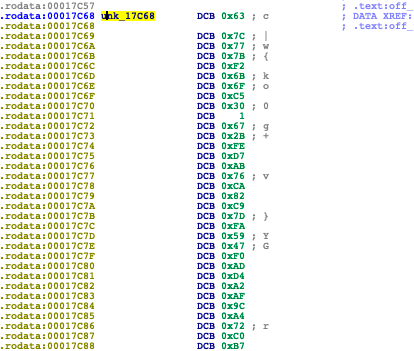 .rodata:00017C57 ; .text:off_
.rodata:00017C68 unk_17C68 DCB 0x63 ; c ; DATA XREF:
.rodata:00017C68 ; .text:off_
.rodata:00017C69 DCB 0x7C ; |
.rodata:00017C6A DCB 0x77 ; w
.rodata:00017C6B DCB 0x7B ; {
.rodata:00017C6C DCB 0xF2
.rodata:00017C6D DCB 0x6B ; k
.rodata:00017C6E DCB 0x6F ; o
.rodata:00017C6F DCB 0xC5
.rodata:00017C70 DCB 0x30 ; 0
.rodata:00017C71 DCB 1
.rodata:00017C72 DCB 0x67 ; g
.rodata:00017C73 DCB 0x2B ; +
.rodata:00017C74 DCB 0xFE
.rodata:00017C75 DCB 0xD7
.rodata:00017C76 DCB 0xAB
.rodata:00017C77 DCB 0x76 ; v
.rodata:00017C78 DCB 0xCA
.rodata:00017C79 DCB 0x82
.rodata:00017C7A DCB 0xC9
.rodata:00017C7B DCB 0x7D ; }
.rodata:00017C7C DCB 0xFA
.rodata:00017C7D DCB 0x59 ; Y
.rodata:00017C7E DCB 0x47 ; G
.rodata:00017C7F DCB 0xF0
.rodata:00017C80 DCB 0xAD
.rodata:00017C81 DCB 0xD4
.rodata:00017C82 DCB 0xA2
.rodata:00017C83 DCB 0xAF
.rodata:00017C84 DCB 0x9C
.rodata:00017C85 DCB 0xA4
.rodata:00017C86 DCB 0x72 ; r
.rodata:00017C87 DCB 0xC0
.rodata:00017C88 DCB 0xB7